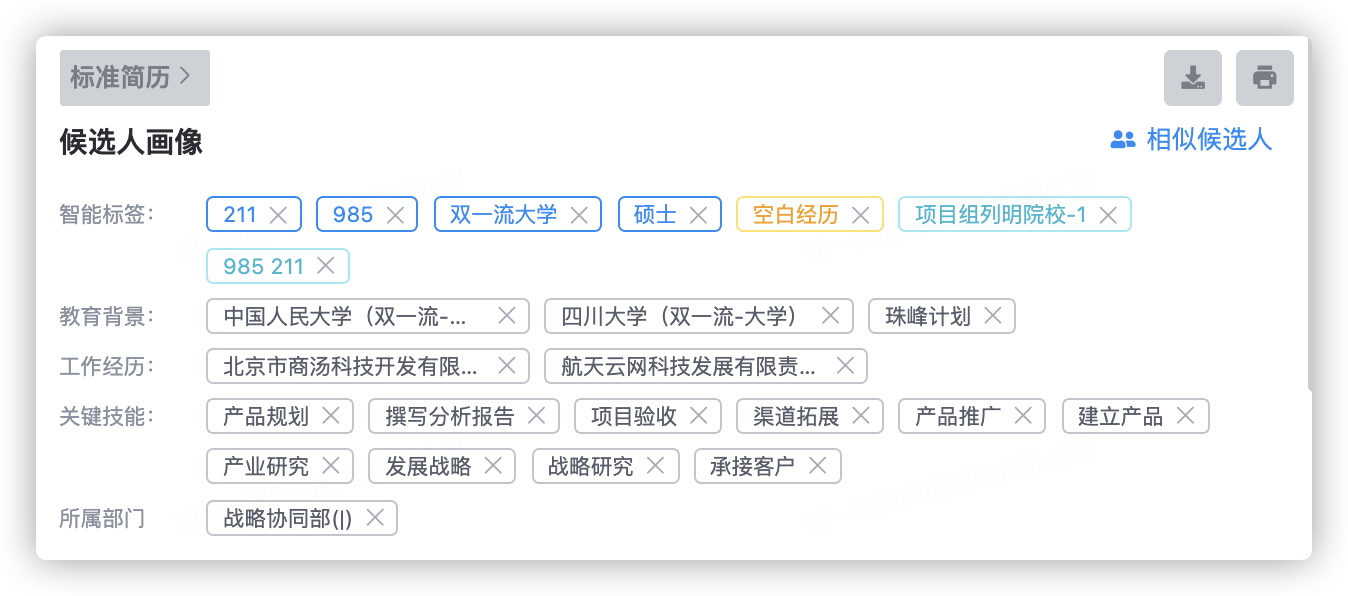 标准简历
候选人画像
相似候选人
智能标签： 211 985 双一流大学 硕士 空白经历 项目组列明院校-1
985 211
教育背景： 中国人民大学（双一流-... 四川大学（双一流-大学） 珠峰计划
工作经历： 北京市商汤科技开发有限... 航天云网科技发展有限责...
关键技能： 产品规划 撰写分析报告 项目验收 渠道拓展 产品推广 建立产品
产业研究 发展战略 战略研究 承接客户
所属部门 战略协同部(|)